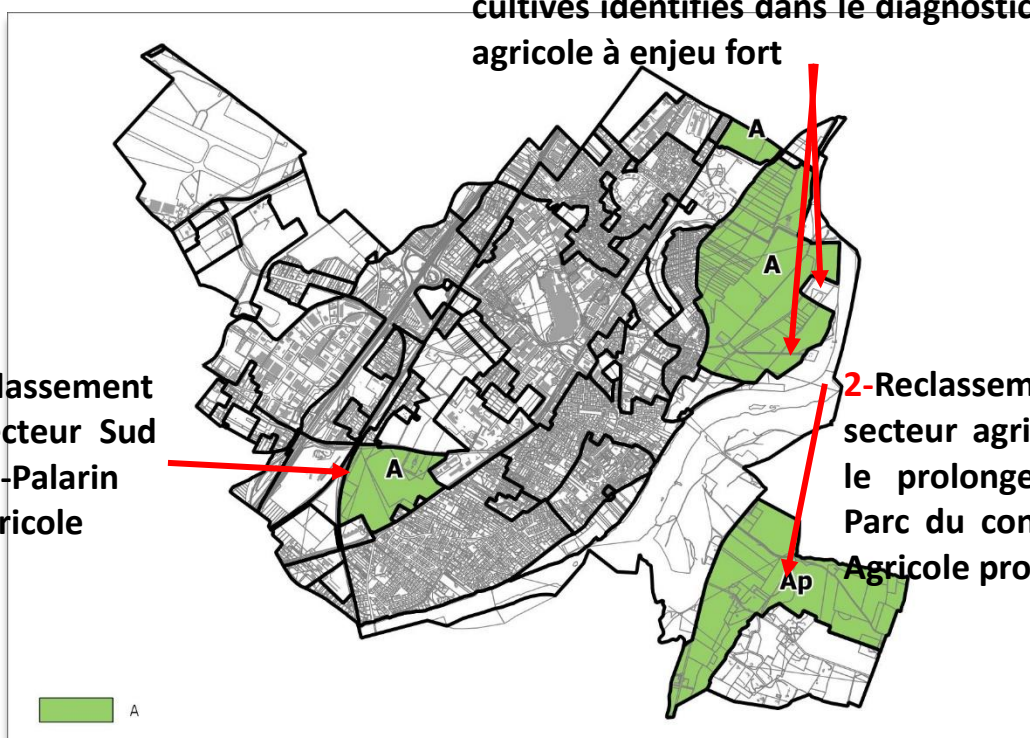 cultivés identifiés dans le diagnostic
agricole à enjeu fort
A
A
lassement
cteur Sud
-Palarin
ricole
A
2-Reclassem
secteur agri
le prolonge
Parc du con
Agricole pro
Ap
A